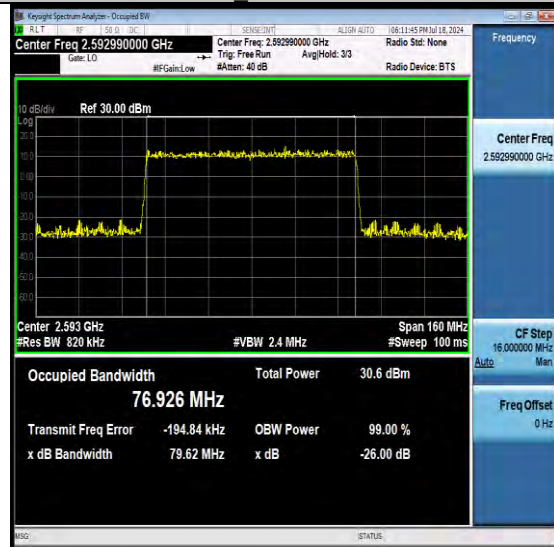 Keysight Spectrum Analyzer - Occupied BW
RLT RF 50 Ω DC SENSE:INT ALIGN AUTO 06:11:45 PM Jul 18, 2024
Center Freq 2.592990000 GHz Center Freq: 2.592990000 GHz Radio Std: None Frequency
Gate: LO Trig: Free Run Avg|Hold: 3/3
#IFGain:Low #Atten: 40 dB Radio Device: BTS
10 dB/div Ref 30.00 dBm
Log
20.0
10.0
0.00
-10.0
-20.0
-30.0
-40.0
-50.0
-60.0
Center Freq
2.592990000 GHz
Center 2.593 GHz Span 160 MHz
#Res BW 820 kHz #VBW 2.4 MHz #Sweep 100 ms
CF Step
16.000000 MHz
Auto Man
Occupied Bandwidth Total Power 30.6 dBm
76.926 MHz
Transmit Freq Error -194.84 kHz OBW Power 99.00 %
x dB Bandwidth 79.62 MHz x dB -26.00 dB
Freq Offset
0 Hz
MSG STATUS